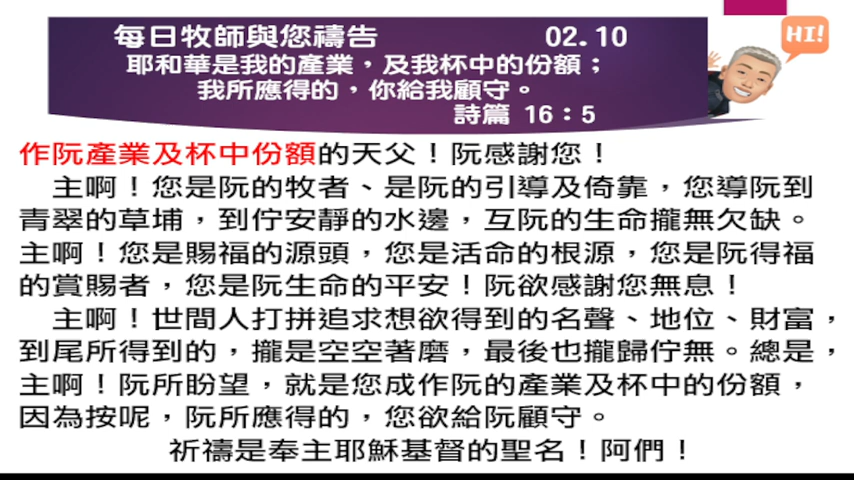 每日牧師與您禱告 02.10
耶和華是我的產業，及我杯中的份額；
我所應得的，你給我顧守。
詩篇 16：5
HI!
作阮產業及杯中份額的天父！阮感謝您！
主啊！您是阮的牧者、是阮的引導及倚靠，您導阮到
青翠的草埔，到佇安靜的水邊，互阮的生命攏無欠缺。
主啊！您是賜福的源頭，您是活命的根源，您是阮得福
的賞賜者，您是阮生命的平安！阮欲感謝您無息！
主啊！世間人打拼追求想欲得到的名聲、地位、財富，
到尾所得到的，攏是空空著磨，最後也攏歸佇無。總是，
主啊！阮所盼望，就是您成作阮的產業及杯中的份額，
因為按呢，阮所應得的，您欲給阮顧守。
祈禱是奉主耶穌基督的聖名！阿們！